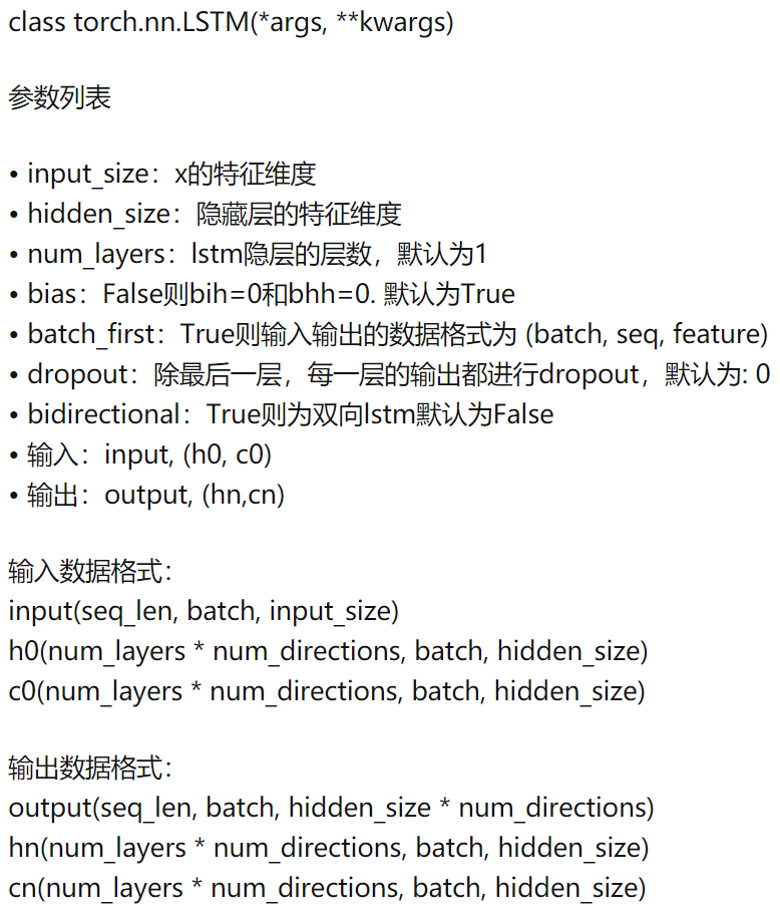 class torch.nn.LSTM(*args, **kwargs)
参数列表
• input_size：x的特征维度
• hidden_size：隐藏层的特征维度
• num_layers：lstm隐层的层数，默认为1
• bias：False则bih=0和bhh=0. 默认为True
• batch_first：True则输入输出的数据格式为 (batch, seq, feature)
• dropout：除最后一层，每一层的输出都进行dropout，默认为: 0
• bidirectional：True则为双向lstm默认为False
• 输入：input, (h0, c0)
• 输出：output, (hn,cn)
输入数据格式：
input(seq_len, batch, input_size)
h0(num_layers * num_directions, batch, hidden_size)
c0(num_layers * num_directions, batch, hidden_size)
输出数据格式：
output(seq_len, batch, hidden_size * num_directions)
hn(num_layers * num_directions, batch, hidden_size)
cn(num_layers * num_directions, batch, hidden_size)